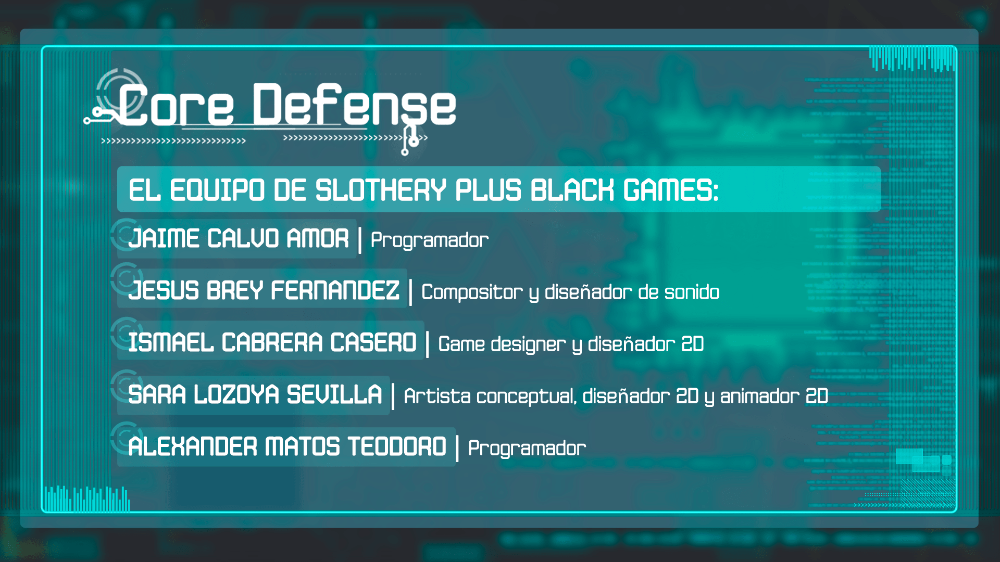 Core Defense
EL EQUIPO DE SLOTHERY PLUS BLACK GAMES:
JAIME CALVO AMOR | Programador
JESUS BREY FERNANDEZ | Compositor y diseñador de sonido
ISMAEL CABRERA CASERO | Game designer y diseñador 2D
SARA LOZOYA SEVILLA | Artista conceptual, diseñador 2D y animador 2D
ALEXANDER MATOS TEODORO | Programador